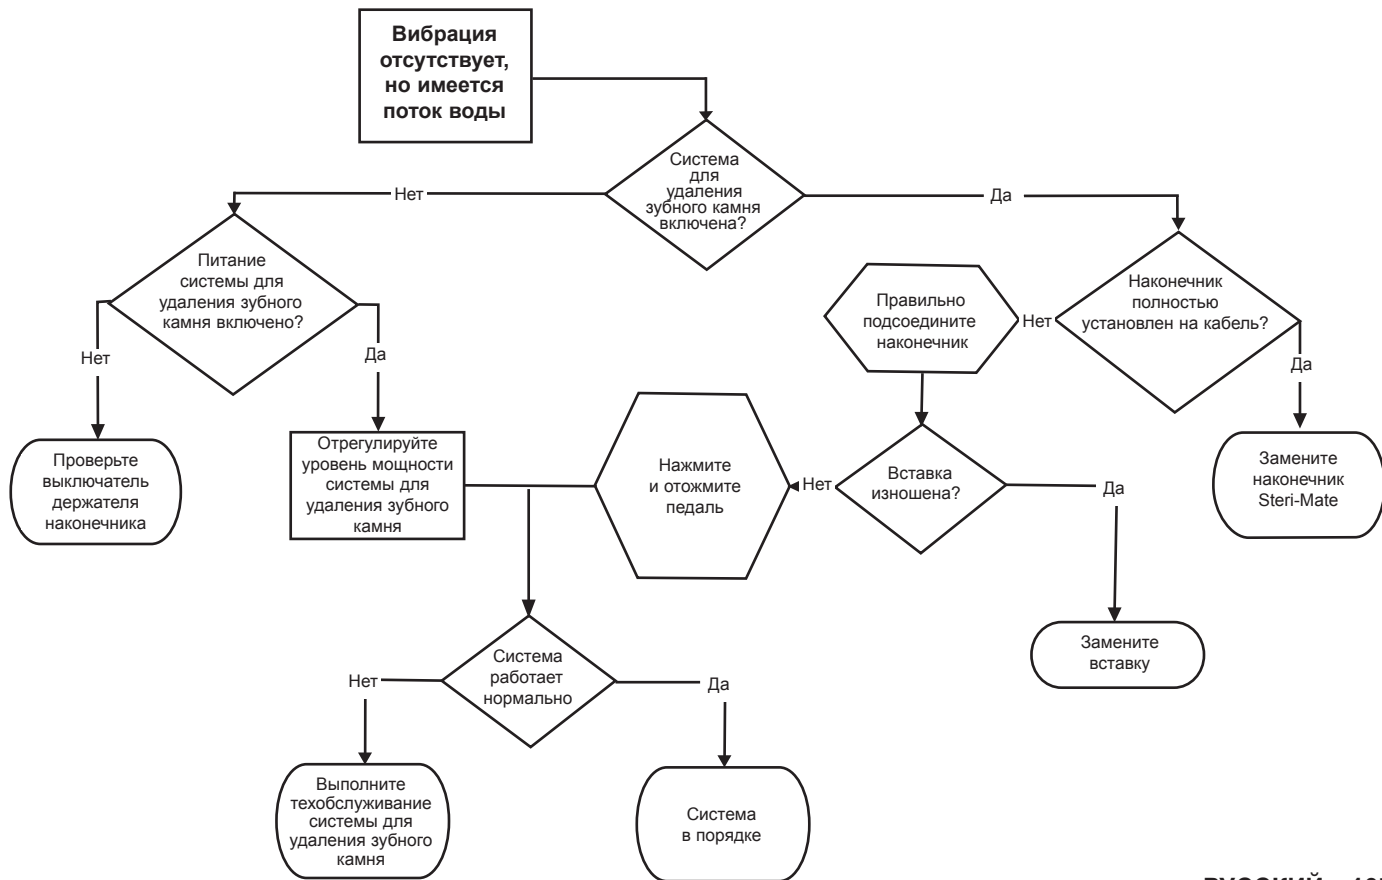 Вибрация
отсутствует,
но имеется
поток воды
Система
для
удаления
зубного камня
включена?
Нет
Да
Питание
системы для
удаления зубного
камня включено?
Правильно
подсоедините
наконечник
Нет
Наконечник
полностью
установлен на кабель?
Нет
Да
Да
Проверьте
выключатель
держателя
наконечника
Отрегулируйте
уровень мощности
системы для
удаления зубного
камня
Нажмите
и отожмите
педаль
Нет
Вставка
изношена?
Да
Замените
наконечник
Steri-Mate
Замените
вставку
Система
работает
нормально
Нет
Да
Выполните
техобслуживание
системы для
удаления зубного
камня
Система
в порядке